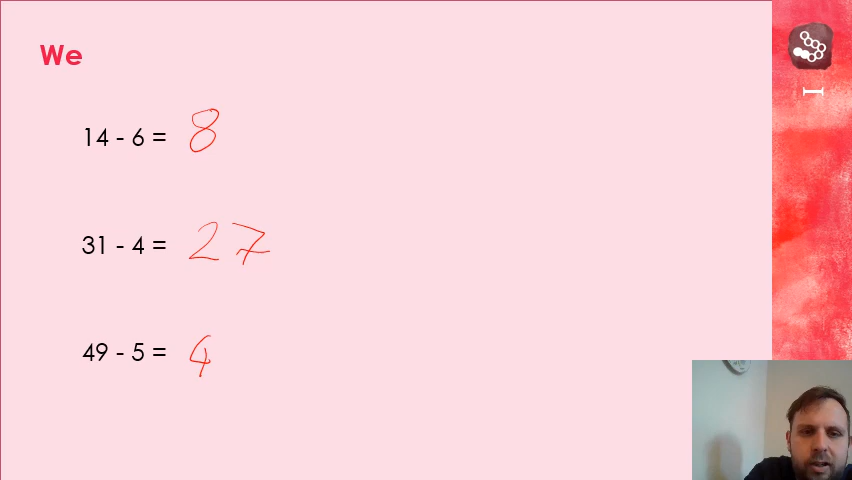 We
14 - 6 = 8
31 - 4 = 27
49 - 5 = 4
I